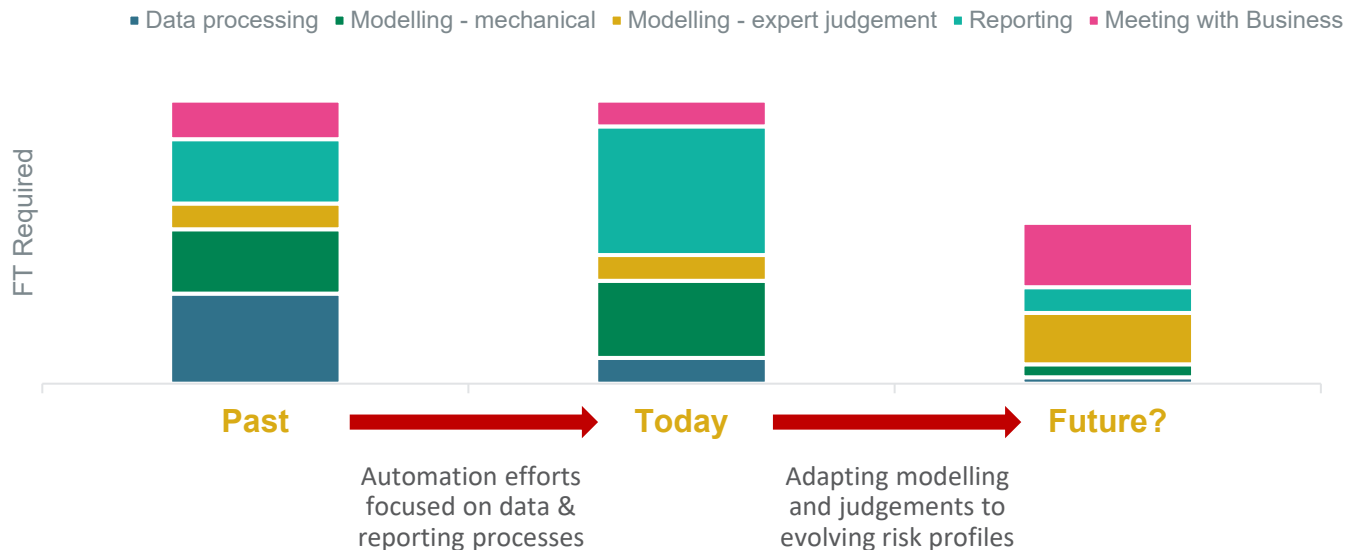 Data processing Modelling - mechanical Modelling - expert judgement Reporting Meeting with Business
FT Required
Past Today Future?
Automation efforts
focused on data &
reporting processes
Adapting modelling
and judgements to
evolving risk profiles